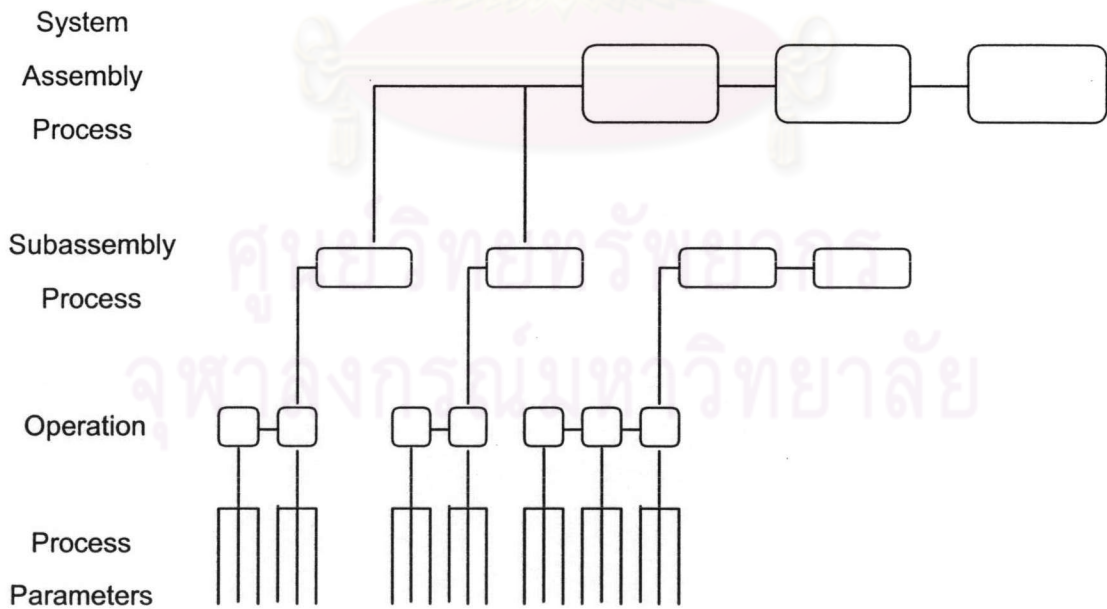 System
Assembly
Process
Subassembly
Process
ศูนย์วิทยทรัพยากร
จุฬาลงกรณ์มหาวิทยาลัย
Operation
Process
Parameters